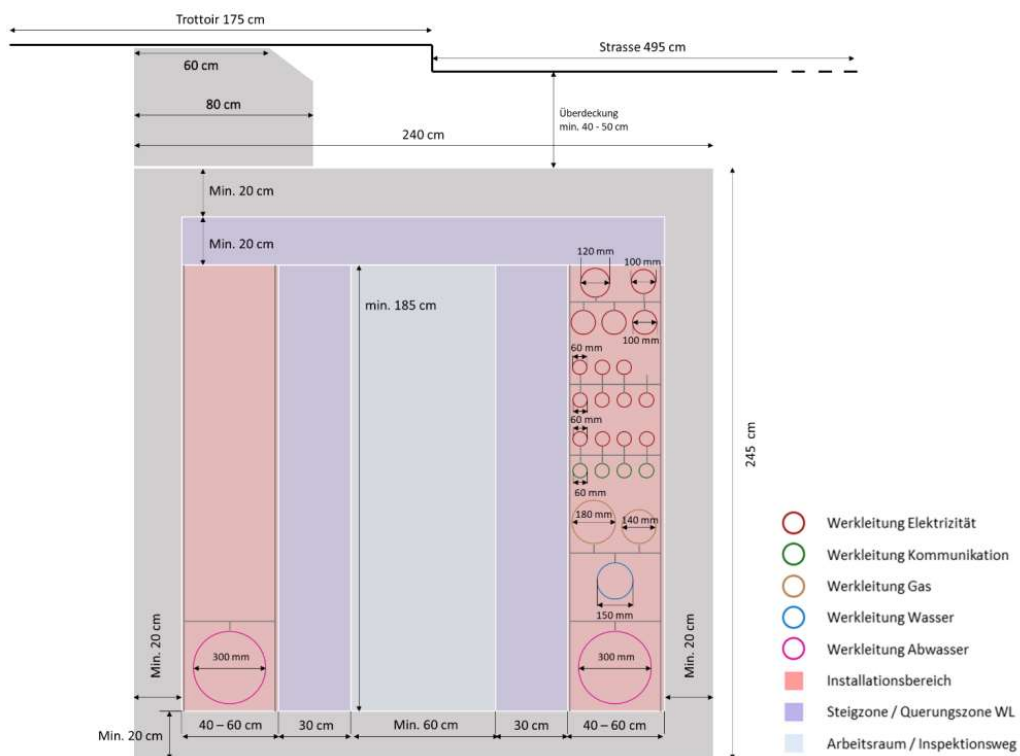 Trottoir 175 cm
Strasse 495 cm
60 cm
80 cm
Überdeckung
min. 40 - 50 cm
240 cm
Min. 20 cm
Min. 20 cm
120 mm
100 mm
min. 185 cm
100 mm
60 mm
60 mm
60 mm
180 mm
140 mm
150 mm
245 cm
Min. 20 cm
300 mm
300 mm
Min. 20 cm
Min. 20 cm
40 – 60 cm
30 cm
Min. 60 cm
30 cm
40 – 60 cm
Werkleitung Elektrizität
Werkleitung Kommunikation
Werkleitung Gas
Werkleitung Wasser
Werkleitung Abwasser
Installationsbereich
Steigzone / Querungszone WL
Arbeitsraum / Inspektionsweg